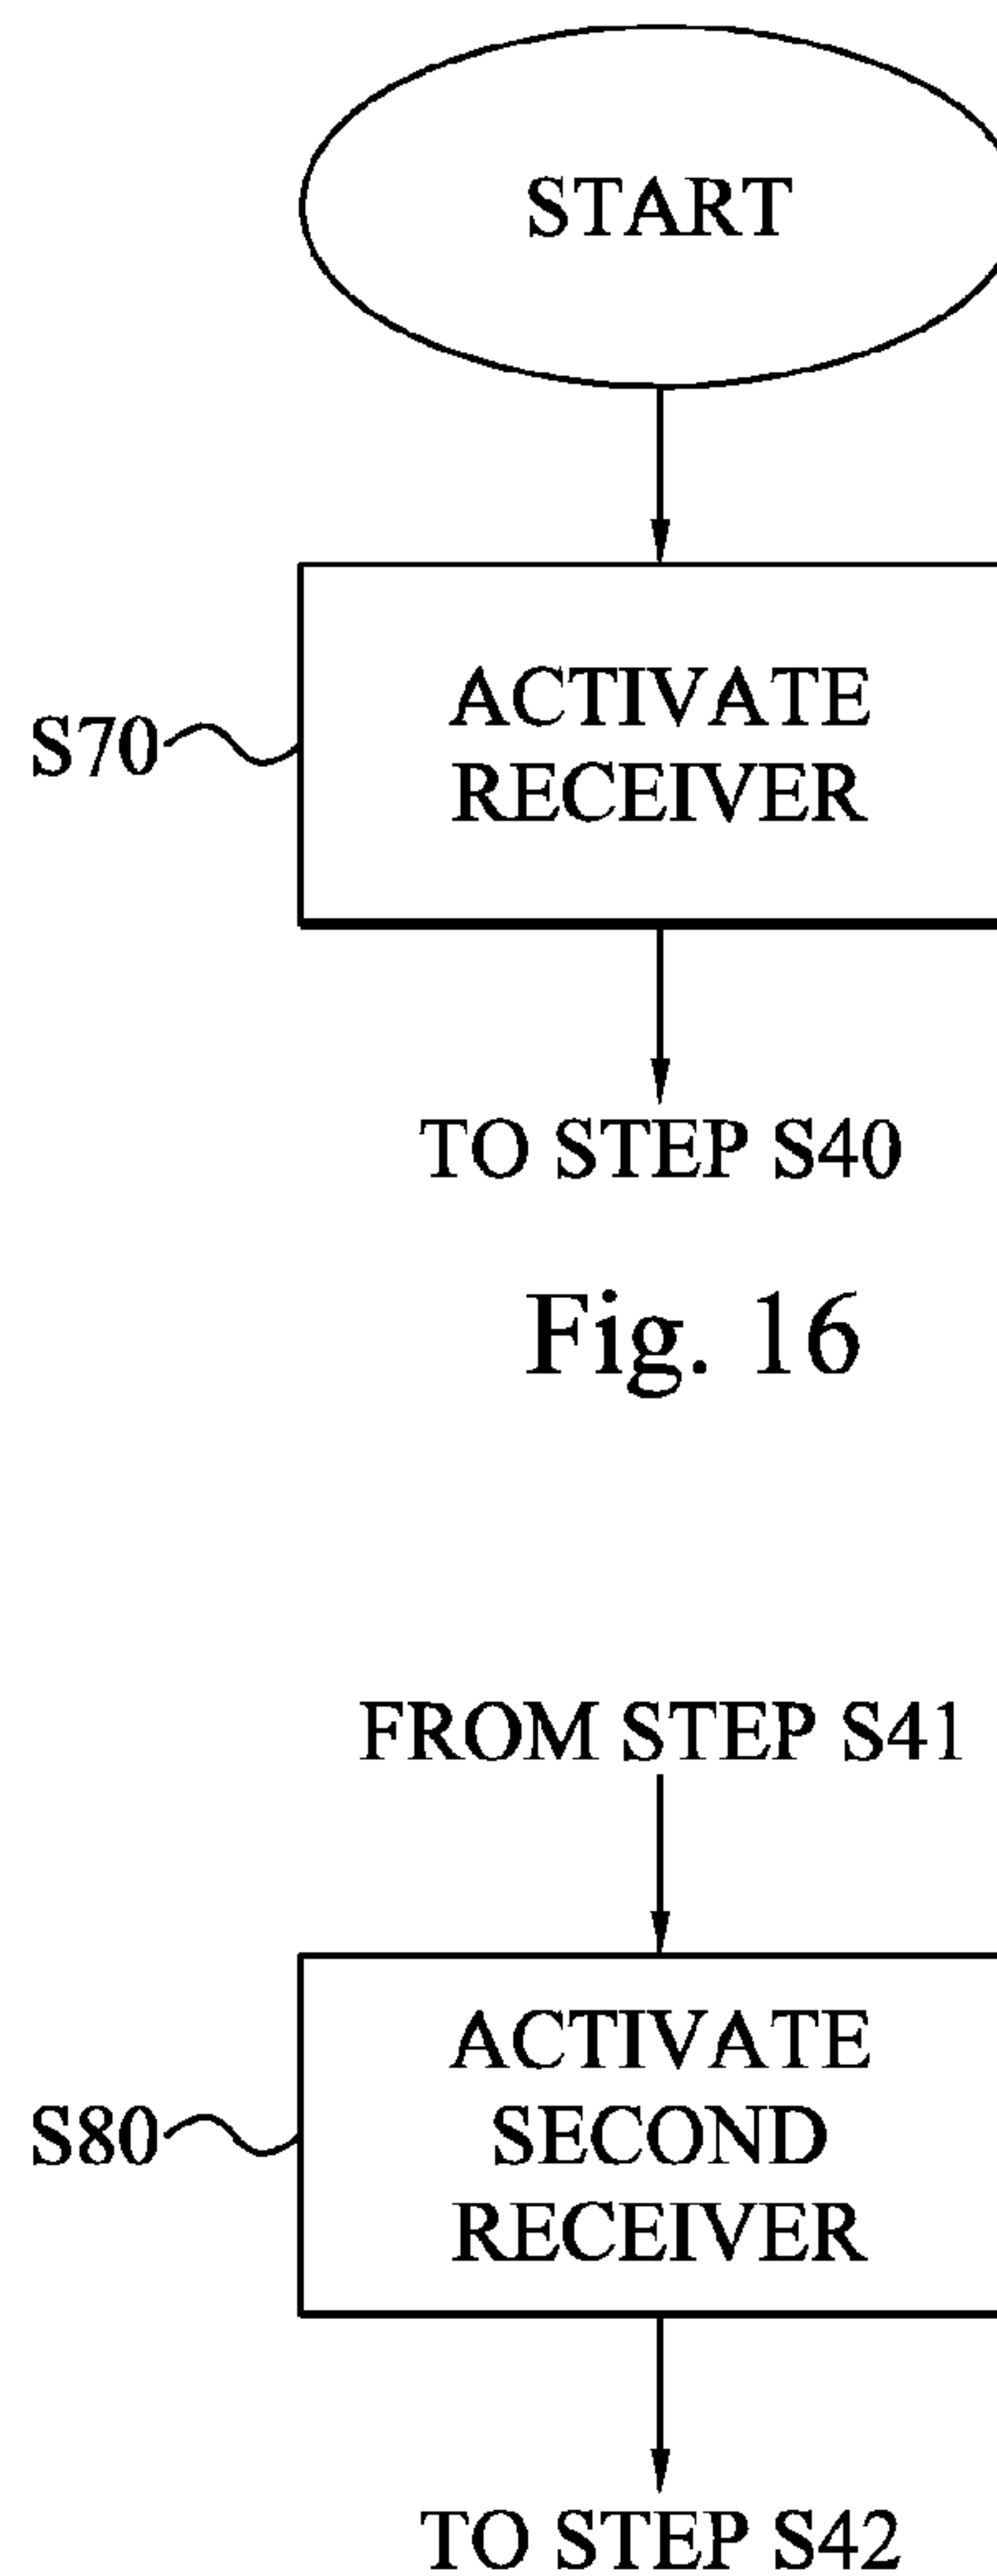 START
ACTIVATE
S70
RECEIVER
TO STEP S40
Fig. 16
FROM STEP S41
ACTIVATE
S80 SECOND
RECEIVER
TO STEP S42